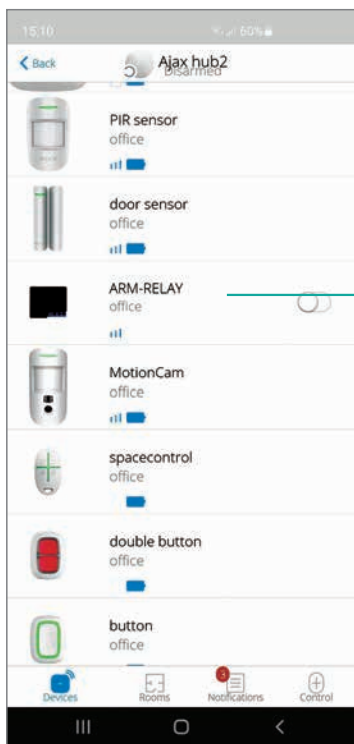 15:10
60%
Back
Ajax hub2
Disarmed
PIR sensor
office
door sensor
office
ARM-RELAY
office
MotionCam
office
spacecontrol
office
double button
office
button
office
3
Devices
Rooms
Notifications
Control